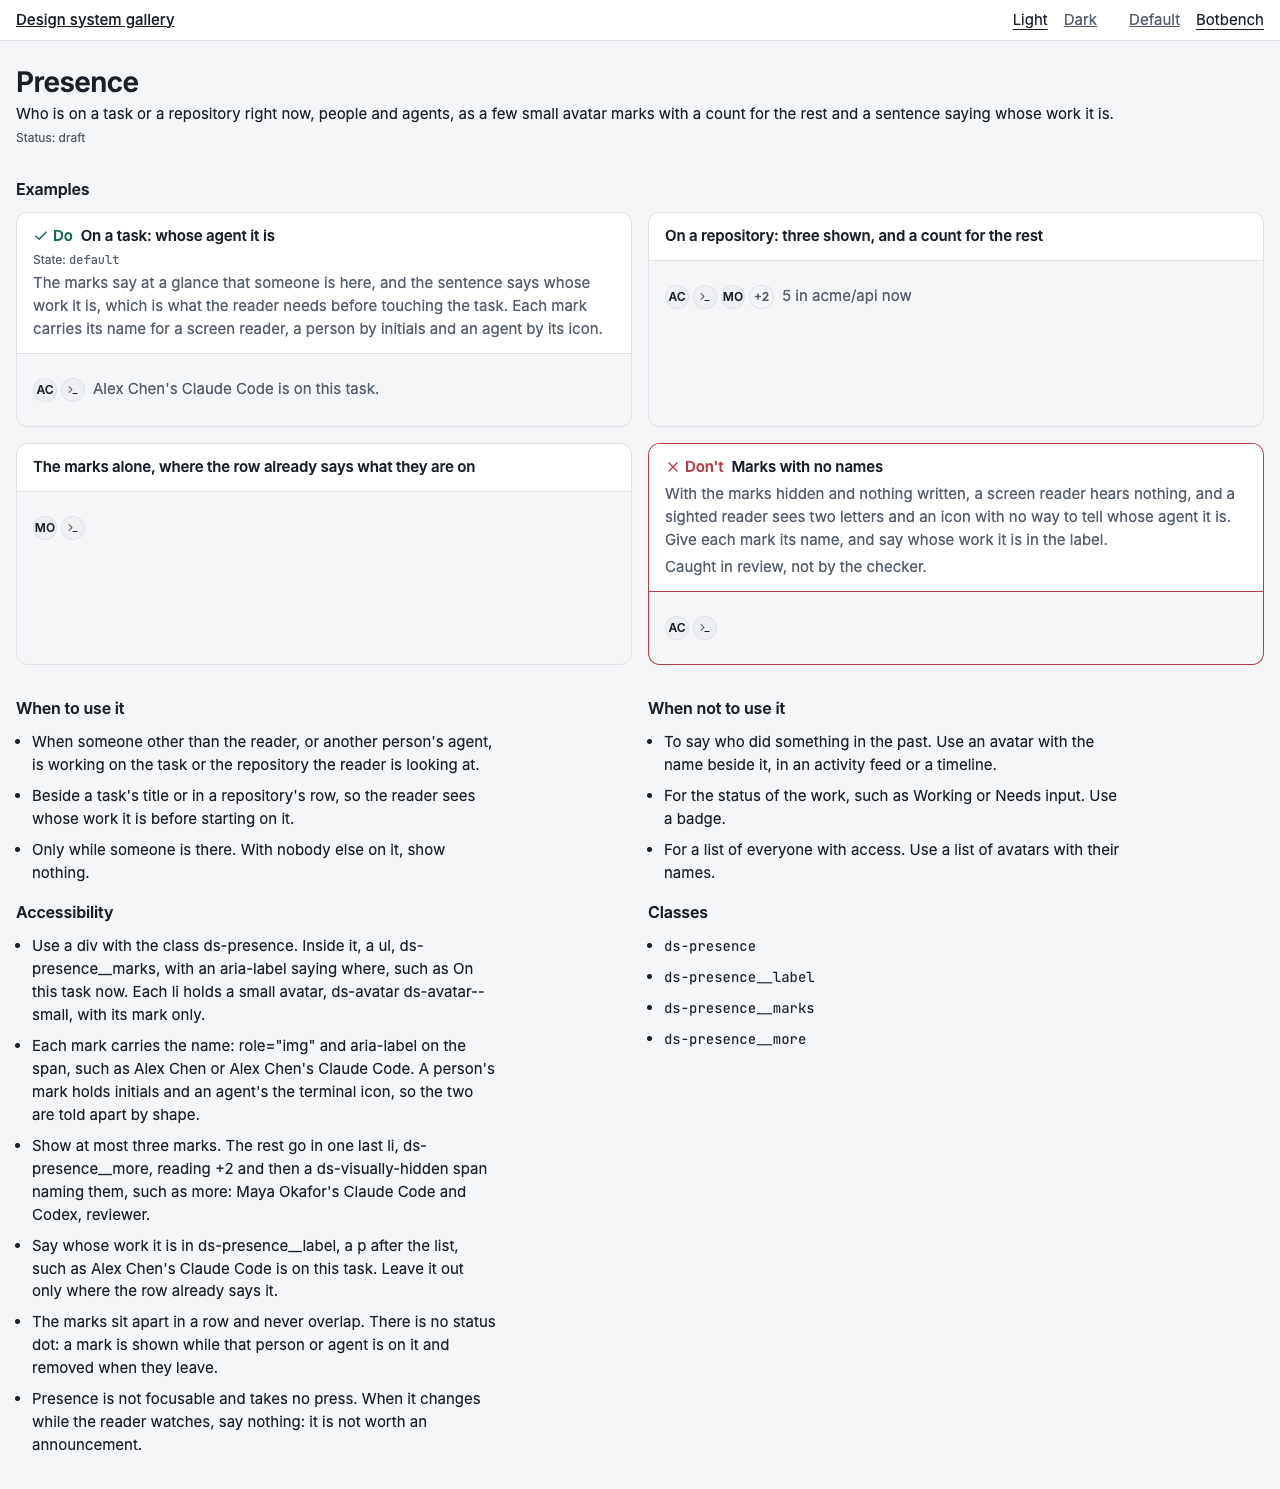 Design system gallery
Light Dark Default Botbench
Presence
Who is on a task or a repository right now, people and agents, as a few small avatar marks with a count for the rest and a sentence saying whose work it is.
Status: draft
Examples
Do On a task: whose agent it is
State: default
The marks say at a glance that someone is here, and the sentence says whose
work it is, which is what the reader needs before touching the task. Each mark
carries its name for a screen reader, a person by initials and an agent by its icon.
AC Alex Chen's Claude Code is on this task.
On a repository: three shown, and a count for the rest
AC MO +2 5 in acme/api now
The marks alone, where the row already says what they are on
MO
Don't Marks with no names
With the marks hidden and nothing written, a screen reader hears nothing, and a
sighted reader sees two letters and an icon with no way to tell whose agent it is.
Give each mark its name, and say whose work it is in the label.
Caught in review, not by the checker.
AC
When to use it
When someone other than the reader, or another person's agent,
is working on the task or the repository the reader is looking at.
Beside a task's title or in a repository's row, so the reader sees
whose work it is before starting on it.
Only while someone is there. With nobody else on it, show
nothing.
When not to use it
To say who did something in the past. Use an avatar with the
name beside it, in an activity feed or a timeline.
For the status of the work, such as Working or Needs input. Use
a badge.
For a list of everyone with access. Use a list of avatars with their
names.
Accessibility
Use a div with the class ds-presence. Inside it, a ul, ds-
presence__marks, with an aria-label saying where, such as On
this task now. Each li holds a small avatar, ds-avatar ds-avatar--
small, with its mark only.
Each mark carries the name: role="img" and aria-label on the
span, such as Alex Chen or Alex Chen's Claude Code. A person's
mark holds initials and an agent's the terminal icon, so the two
are told apart by shape.
Show at most three marks. The rest go in one last li, ds-
presence__more, reading +2 and then a ds-visually-hidden span
naming them, such as more: Maya Okafor's Claude Code and
Codex, reviewer.
Say whose work it is in ds-presence__label, a p after the list,
such as Alex Chen's Claude Code is on this task. Leave it out
only where the row already says it.
The marks sit apart in a row and never overlap. There is no status
dot: a mark is shown while that person or agent is on it and
removed when they leave.
Presence is not focusable and takes no press. When it changes
while the reader watches, say nothing: it is not worth an
announcement.
Classes
ds-presence
ds-presence__label
ds-presence__marks
ds-presence__more